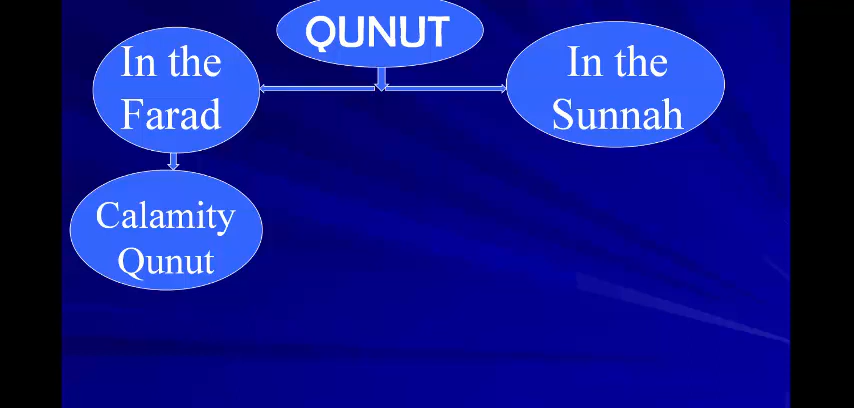 QUNUT
In the
Farad
In the
Sunnah
Calamity
Qunut